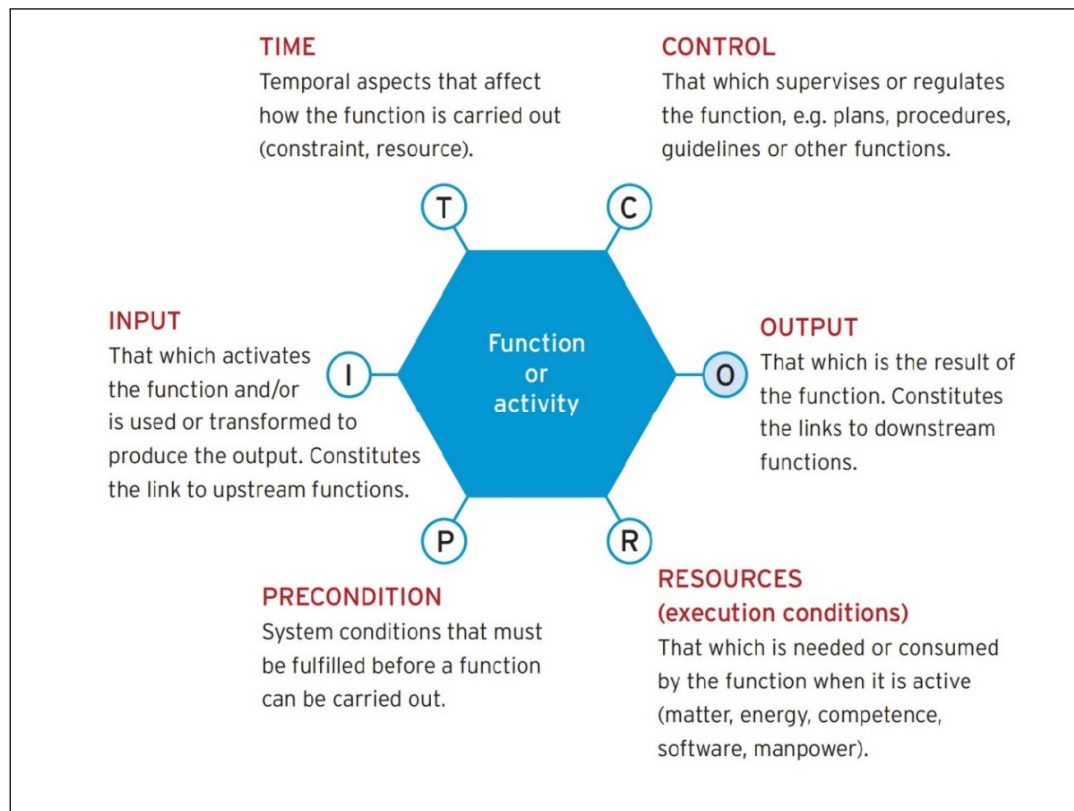 TIME
Temporal aspects that affect
how the function is carried out
(constraint, resource).
CONTROL
That which supervises or regulates
the function, e.g. plans, procedures,
guidelines or other functions.
T
C
INPUT
That which activates
the function and/or
is used or transformed to
produce the output. Constitutes
the link to upstream functions.
I
Function
or
activity
O
OUTPUT
That which is the result of
the function. Constitutes
the links to downstream
functions.
P
R
PRECONDITION
System conditions that must
be fulfilled before a function
can be carried out.
RESOURCES
(execution conditions)
That which is needed or consumed
by the function when it is active
(matter, energy, competence,
software, manpower).